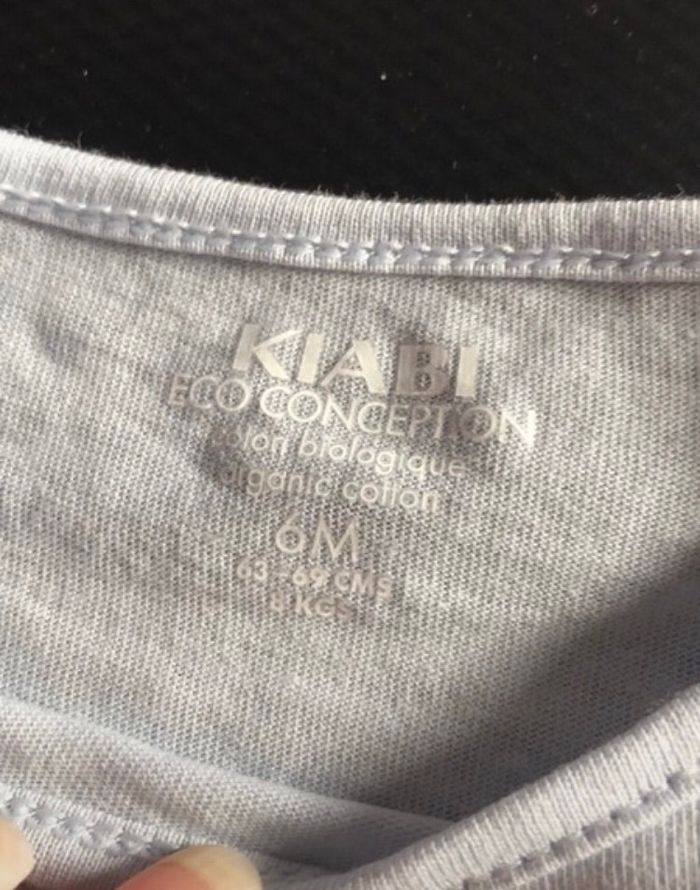 KIABI
ECO CONCEPTION
coton biologique
organic cotton
6M
63-69 CMS
8 KGS